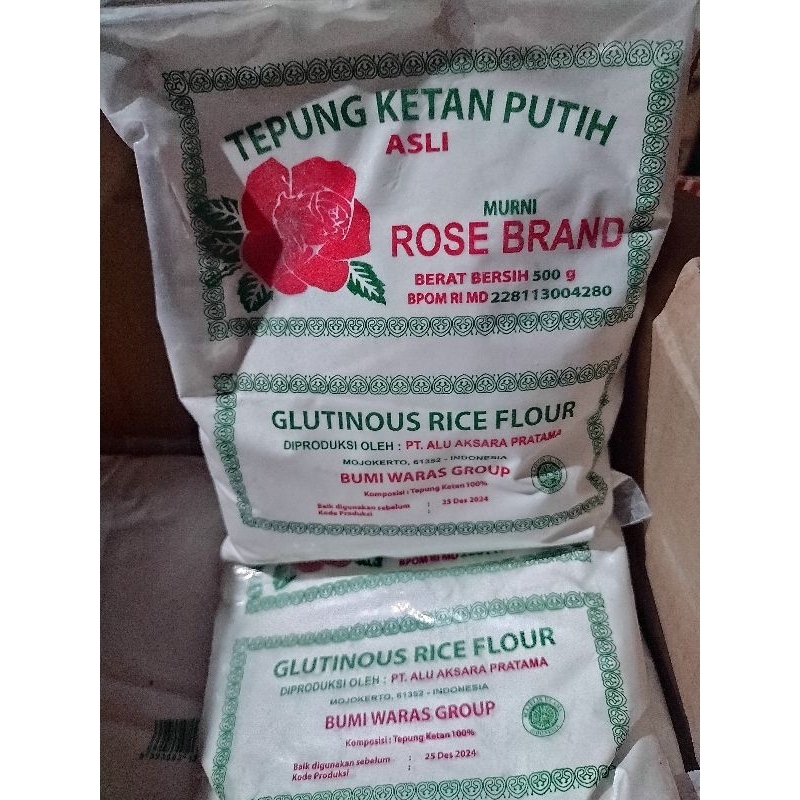 TEPUNG KETAN PUTIH
ASLI
MURNI
ROSE BRAND
BERAT BERSIH 500 g
BPOM RI MD 228113004280
GLUTINOUS RICE FLOUR
DIPRODUKSI OLEH : PT. ALU AKSARA PRATAMA
MOJOKERTO, 61352 - INDONESIA
BUMI WARAS GROUP
Komposisi : Tepung Ketan 100%
Baik digunakan sebelum : 25 Des 2024
Kode Produksi :
BPOM RI MD
GLUTINOUS RICE FLOUR
DIPRODUKSI OLEH : PT. ALU AKSARA PRATAMA
MOJOKERTO, 61352 - INDONESIA
BUMI WARAS GROUP
Komposisi : Tepung Ketan 100%
Baik digunakan sebelum : 25 Des 2024
Kode Produksi :